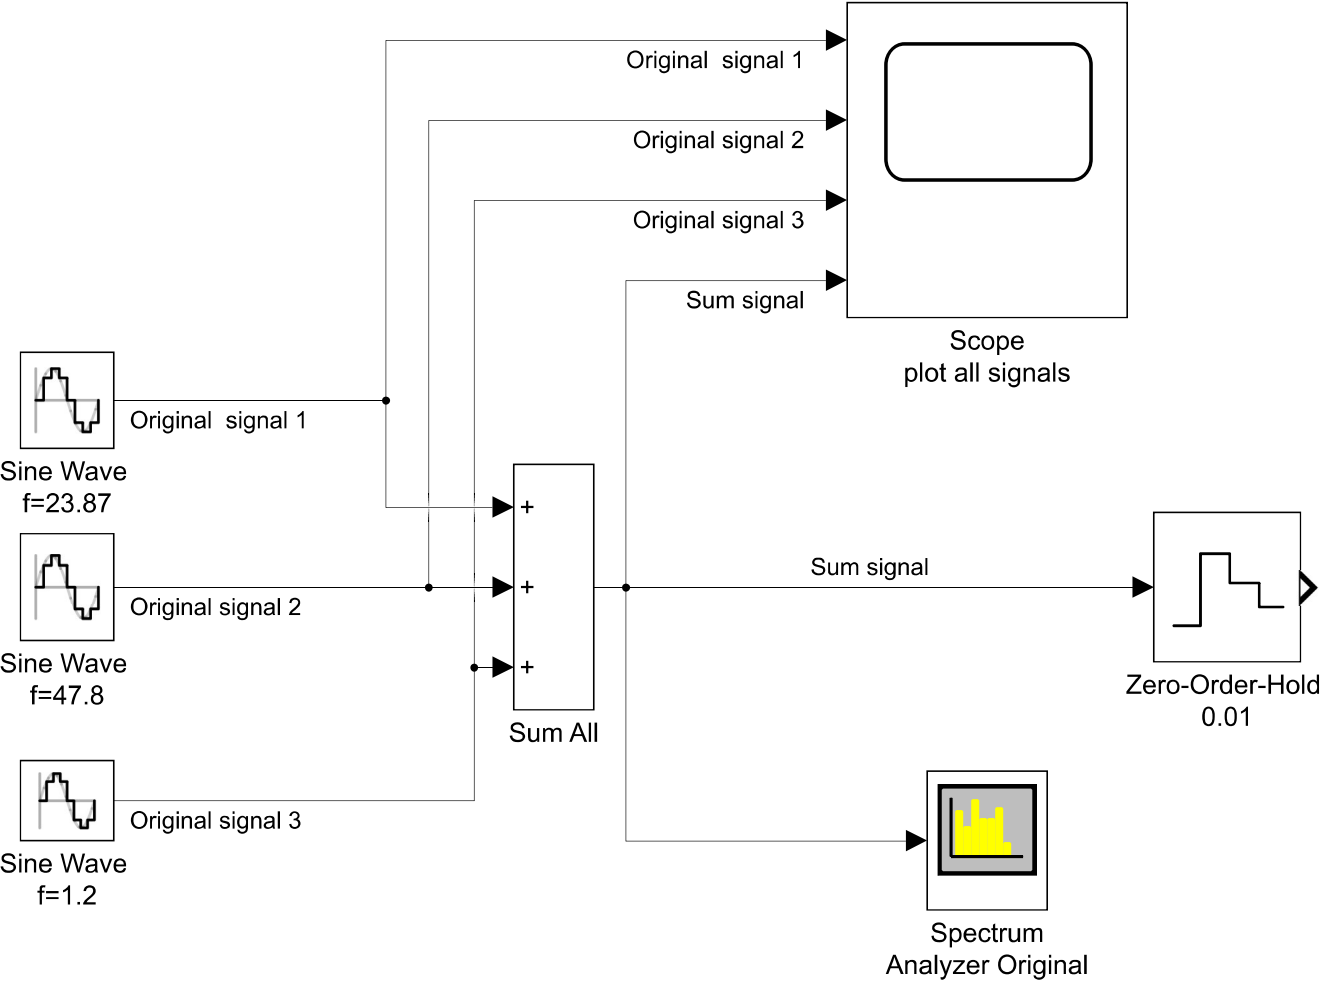 Original  signal 1
Original signal 2
Original signal 3
Sum signal
Scope
plot all signals
Original  signal 1
Sine Wave
f=23.87
+
Sum signal
+
Original signal 2
Sine Wave
f=47.8
+
Zero-Order-Hold
0.01
Sum All
Original signal 3
Sine Wave
f=1.2
Spectrum
Analyzer Original